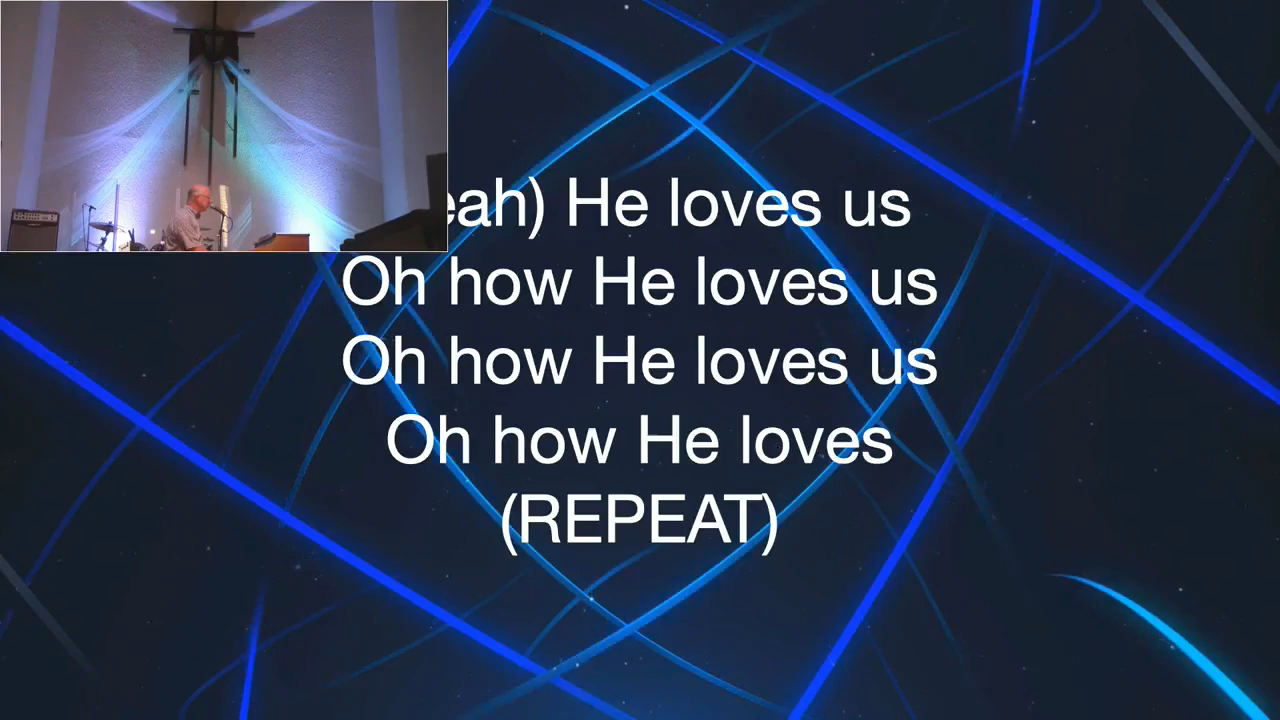 eah) He loves us
Oh how He loves us
Oh how He loves us
Oh how He loves
(REPEAT)